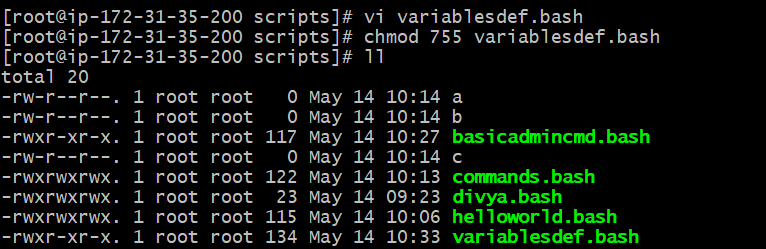 [root@ip-172-31-35-200 scripts]# vi variablesdef.bash
[root@ip-172-31-35-200 scripts]# chmod 755 variablesdef.bash
[root@ip-172-31-35-200 scripts]# ll
total 20
-rw-r--r--. 1 root root   0 May 14 10:14 a
-rw-r--r--. 1 root root   0 May 14 10:14 b
-rwxr-xr-x. 1 root root 117 May 14 10:27 basicadmincmd.bash
-rw-r--r--. 1 root root   0 May 14 10:14 c
-rwxrwxrwx. 1 root root 122 May 14 10:13 commands.bash
-rwxrwxrwx. 1 root root  23 May 14 09:23 divya.bash
-rwxrwxrwx. 1 root root 115 May 14 10:06 helloworld.bash
-rwxr-xr-x. 1 root root 134 May 14 10:33 variablesdef.bash